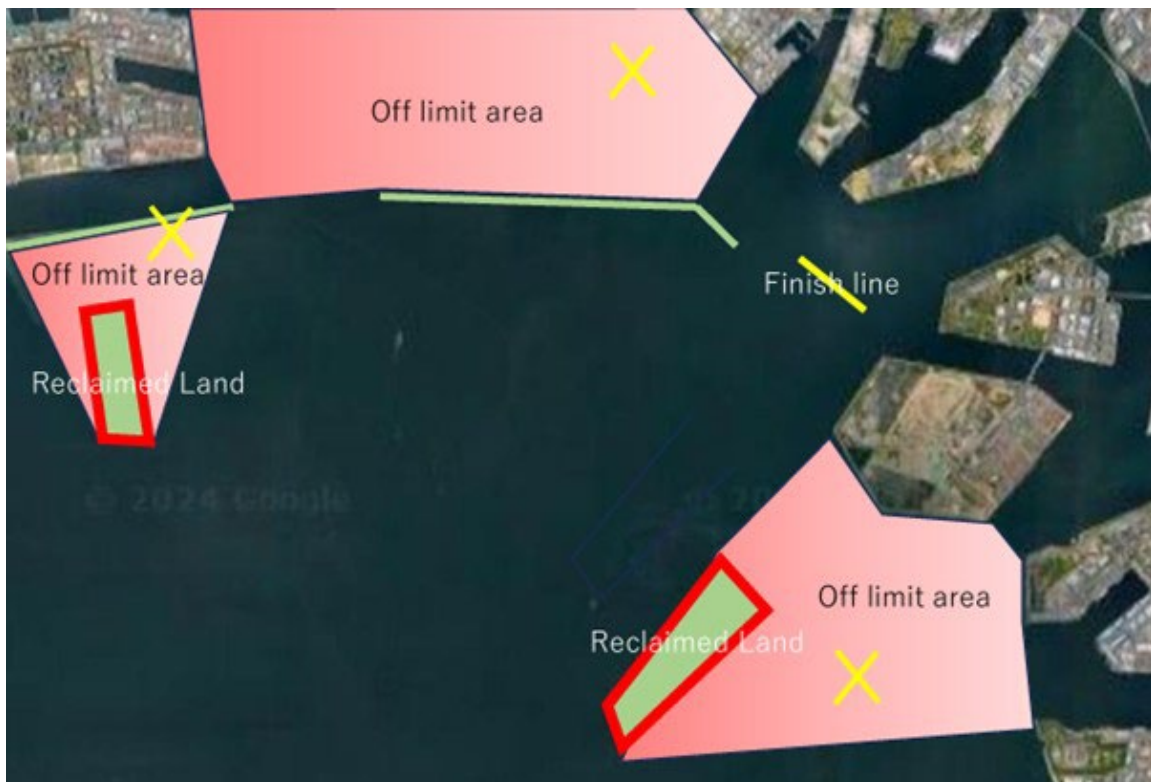 Off limit area
Off limit area
Finish line
Reclaimed Land
© 2024 Google
Off limit area
Reclaimed Land